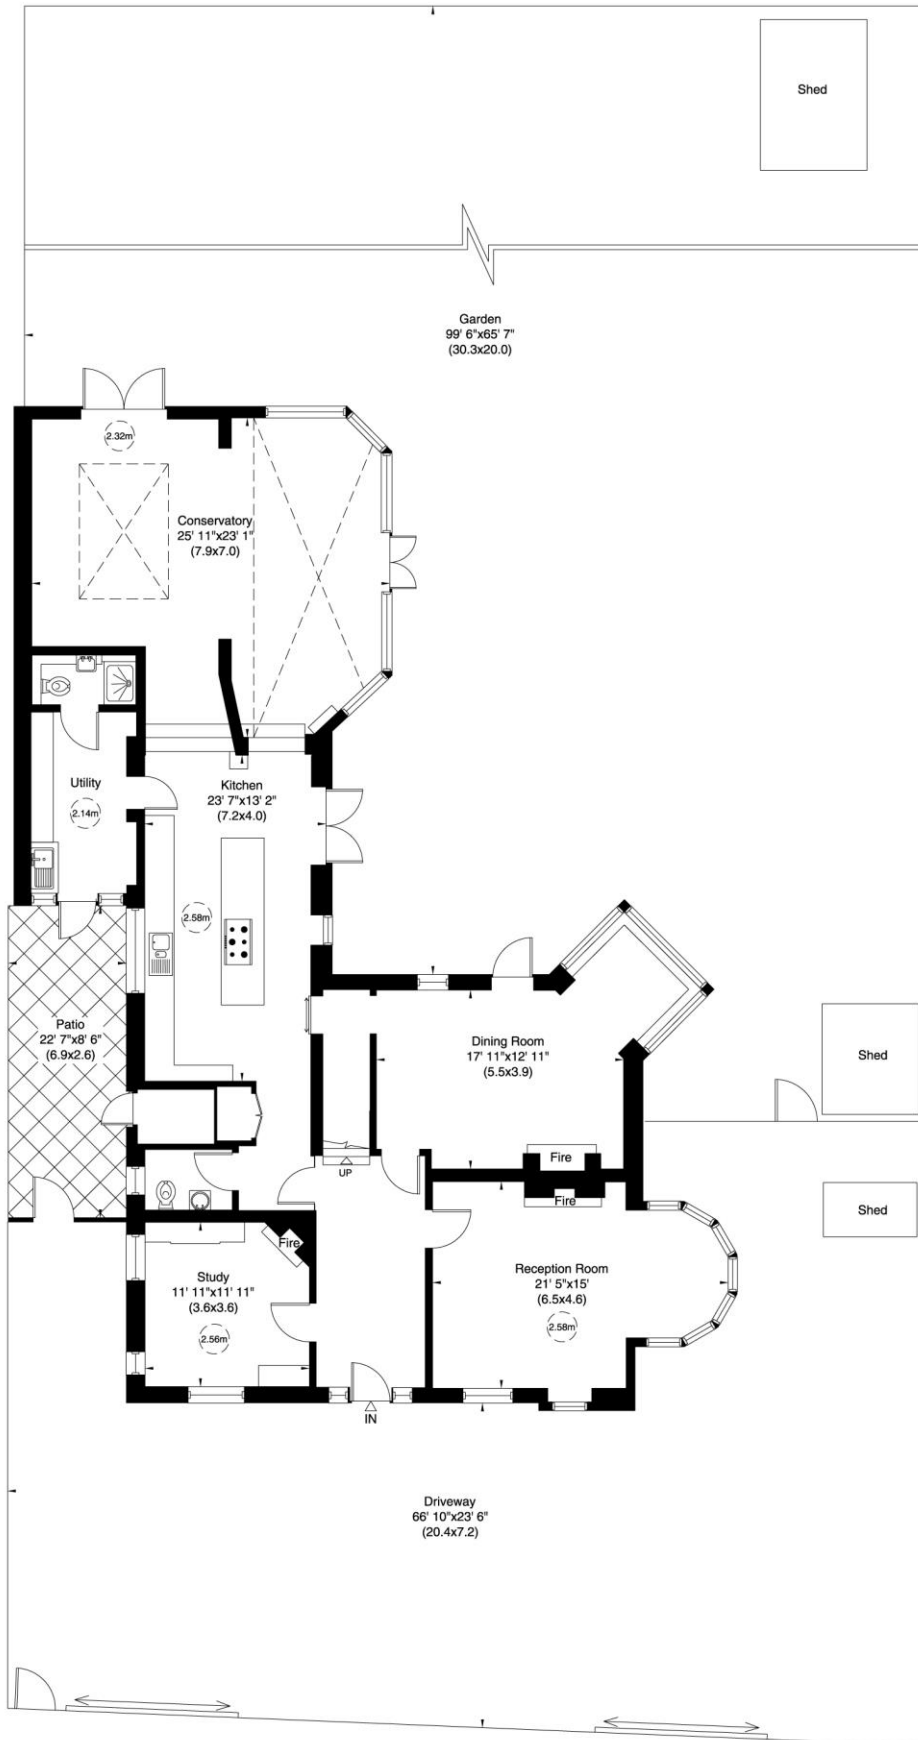 Shed
Garden
99' 6"x65' 7"
(30.3x20.0)
2.32m
Conservatory
25' 11"x23' 1"
(7.9x7.0)
Utility
2.14m
Kitchen
23' 7"x13' 2"
(7.2x4.0)
2.58m
Patio
22' 7"x8' 6"
(6.9x2.6)
Dining Room
17' 11"x12' 11"
(5.5x3.9)
Shed
Fire
UP
Fire
Shed
Fire
Study
11' 11"x11' 11"
(3.6x3.6)
2.56m
Reception Room
21' 5"x15'
(6.5x4.6)
2.58m
IN
Driveway
66' 10"x23' 6"
(20.4x7.2)